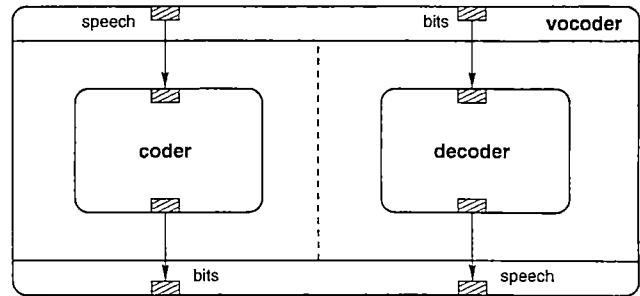 speech
bits
vocoder
coder
decoder
bits
speech